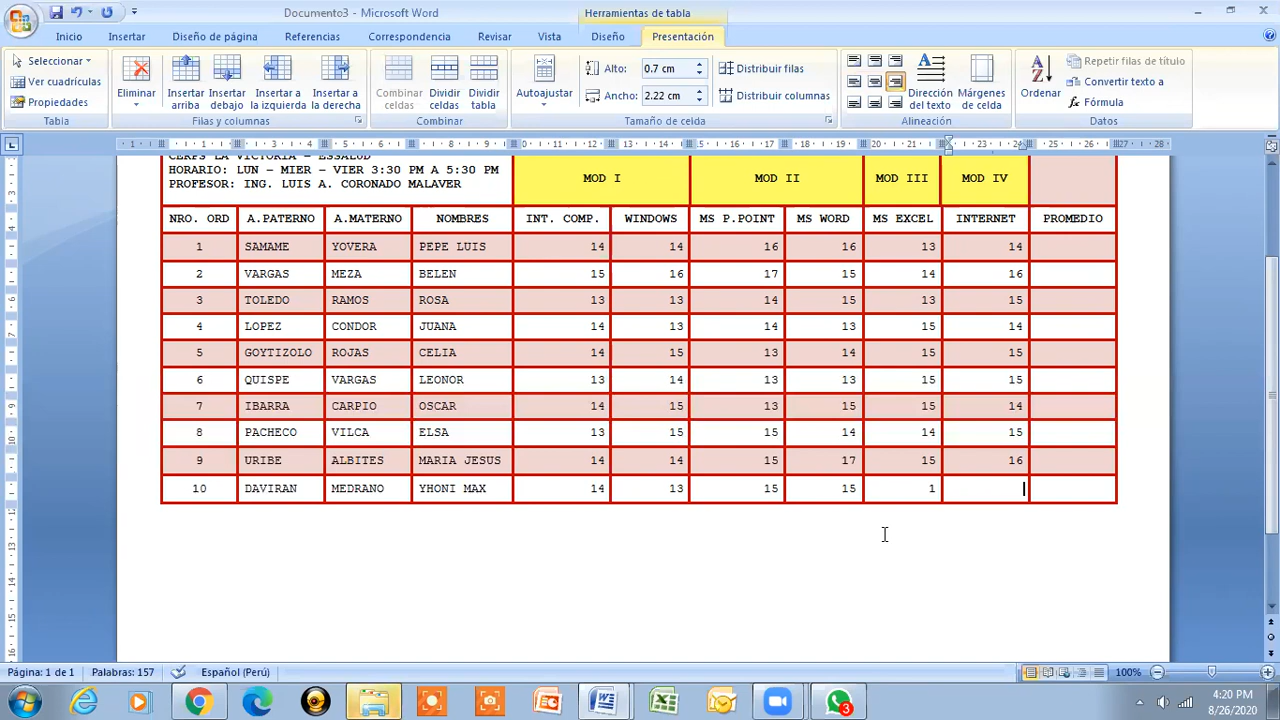 Documento3 - Microsoft Word
Herramientas de tabla
Inicio Insertar Diseño de página Referencias Correspondencia Revisar Vista Diseño Presentación
Seleccionar
Ver cuadrículas
Propiedades
Tabla
Eliminar
Insertar arriba
Insertar debajo
Insertar a la izquierda
Insertar a la derecha
Filas y columnas
Combinar celdas
Dividir celdas
Dividir tabla
Combinar
Autoajustar
Alto: 0.7 cm
Ancho: 2.22 cm
Distribuir filas
Distribuir columnas
Tamaño de celda
Dirección del texto
Márgenes de celda
Alineación
Ordenar
Repetir filas de título
Convertir texto a
Fórmula
Datos
CERPS LA VICTORIA – ESSALUD
HORARIO: LUN – MIER – VIER 3:30 PM A 5:30 PM
PROFESOR: ING. LUIS A. CORONADO MALAVER
MOD I MOD II MOD III MOD IV
NRO. ORD A.PATERNO A.MATERNO NOMBRES INT. COMP. WINDOWS MS P.POINT MS WORD MS EXCEL INTERNET PROMEDIO
1 SAMAME YOVERA PEPE LUIS 14 14 16 16 13 14
2 VARGAS MEZA BELEN 15 16 17 15 14 16
3 TOLEDO RAMOS ROSA 13 13 14 15 13 15
4 LOPEZ CONDOR JUANA 14 13 14 13 15 14
5 GOYTIZOLO ROJAS CELIA 14 15 13 14 15 15
6 QUISPE VARGAS LEONOR 13 14 13 13 15 15
7 IBARRA CARPIO OSCAR 14 15 13 15 15 14
8 PACHECO VILCA ELSA 13 15 15 14 14 15
9 URIBE ALBITES MARIA JESUS 14 14 15 17 15 16
10 DAVIRAN MEDRANO YHONI MAX 14 13 15 15 1
Página: 1 de 1 Palabras: 157 Español (Perú) 100%
3
4:20 PM
8/26/2020